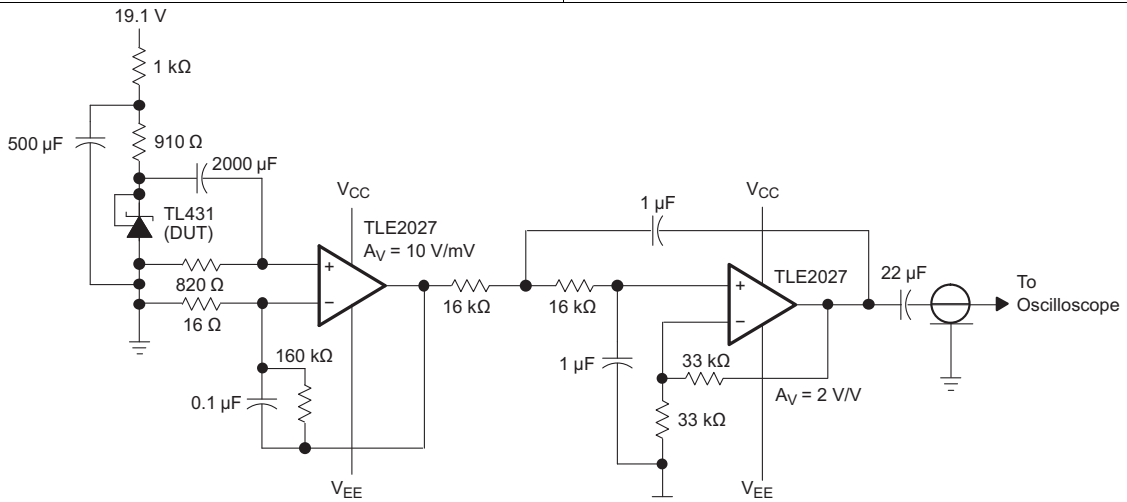 19.1 V
1 kΩ
500 µF
910 Ω
2000 µF
TL431
(DUT)
820 Ω
16 Ω
VCC
TLE2027
AV = 10 V/mV
160 kΩ
0.1 µF
VEE
16 kΩ
16 kΩ
1 µF
1 µF
VCC
TLE2027
22 µF
To
Oscilloscope
33 kΩ
AV = 2 V/V
33 kΩ
VEE